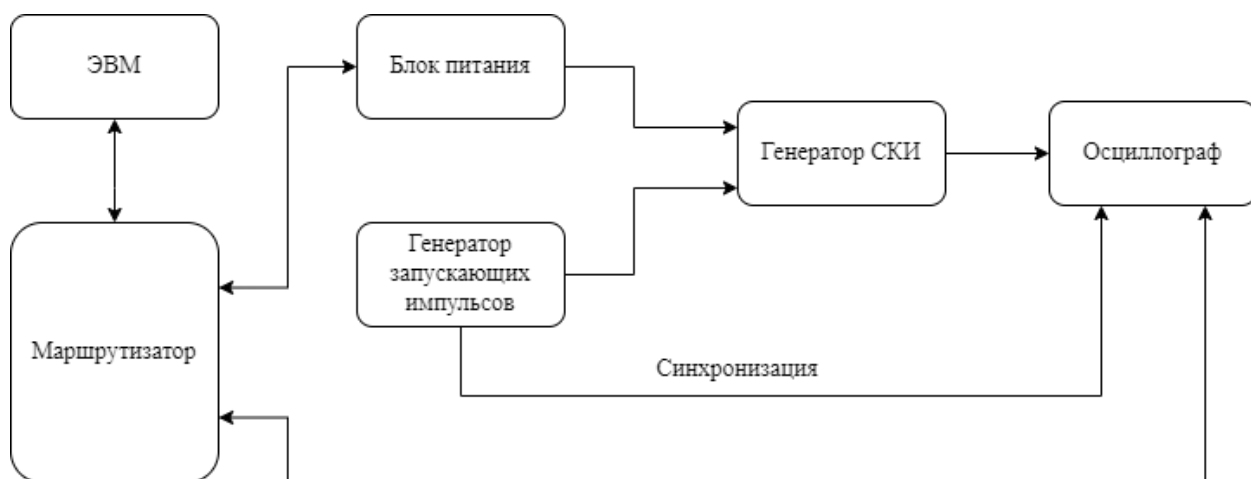 ЭВМ
Блок питания
Генератор СКИ
Осциллограф
Генератор
запускающих
импульсов
Маршрутизатор
Синхронизация